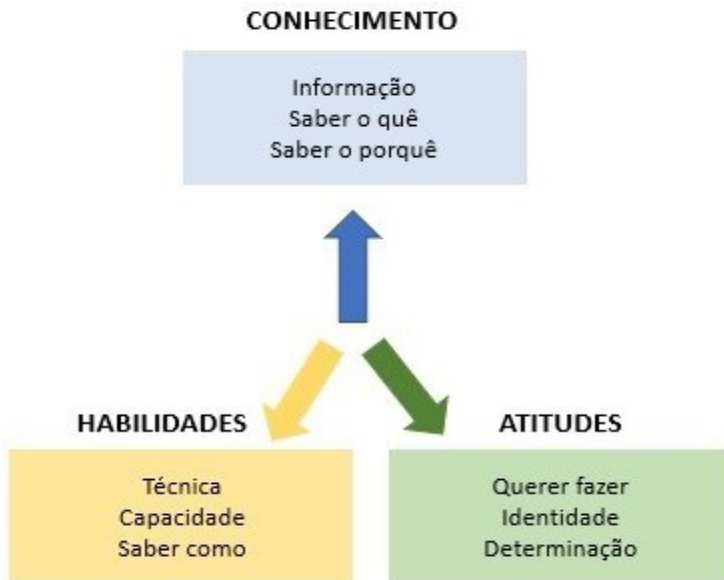 CONHECIMENTO
Informação
Saber o quê
Saber o porquê
HABILIDADES
Técnica
Capacidade
Saber como
ATITUDES
Querer fazer
Identidade
Determinação